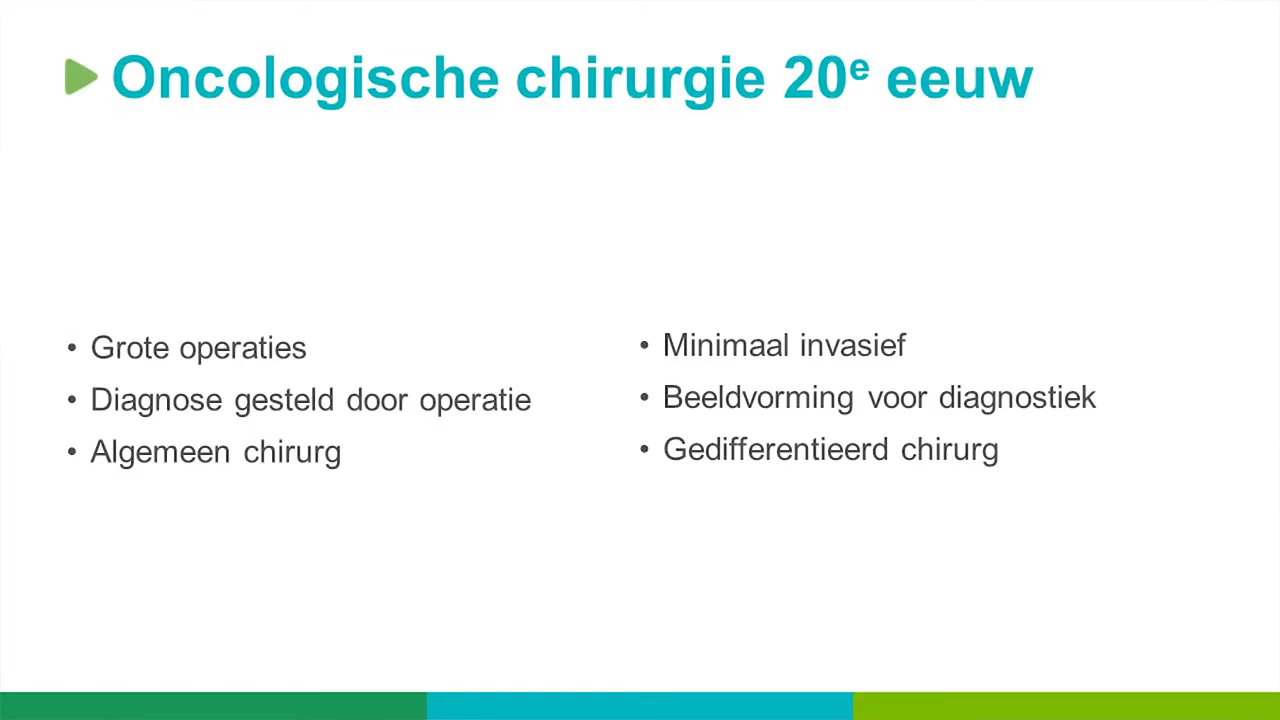 Oncologische chirurgie 20e eeuw
• Grote operaties
• Diagnose gesteld door operatie
• Algemeen chirurg
• Minimaal invasief
• Beeldvorming voor diagnostiek
• Gedifferentieerd chirurg